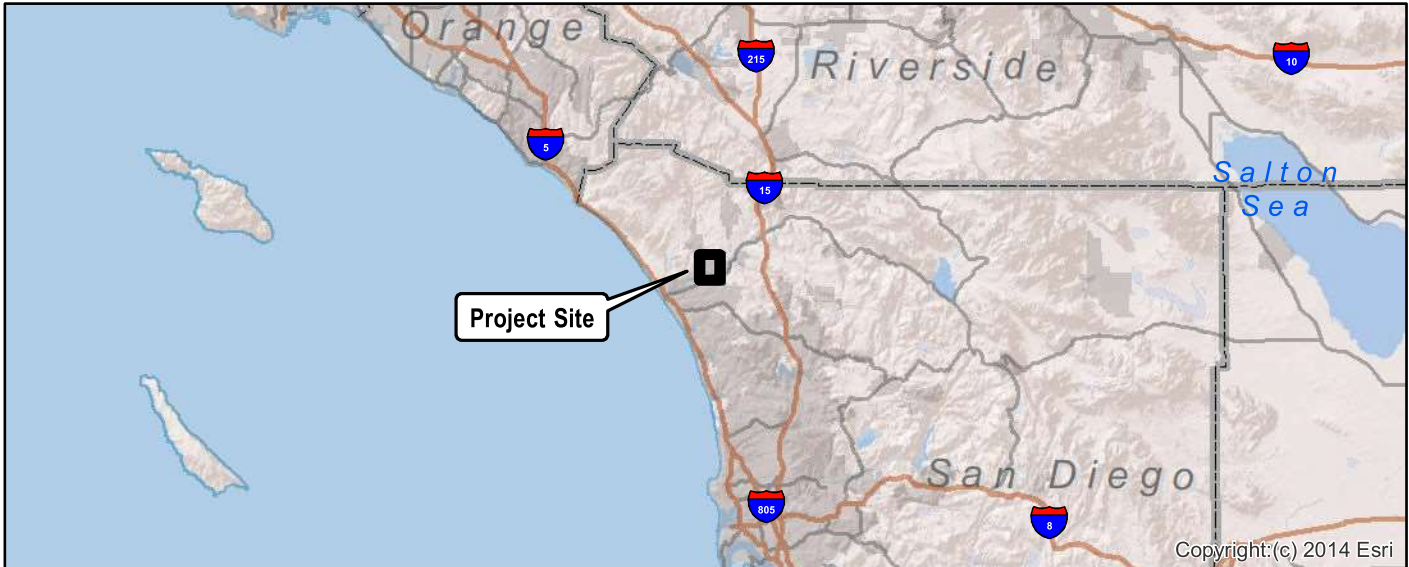 Orange
215
Riverside
10
5
15
Salton
Sea
Project Site
San Diego
805
8
Copyright:(c) 2014 Esri